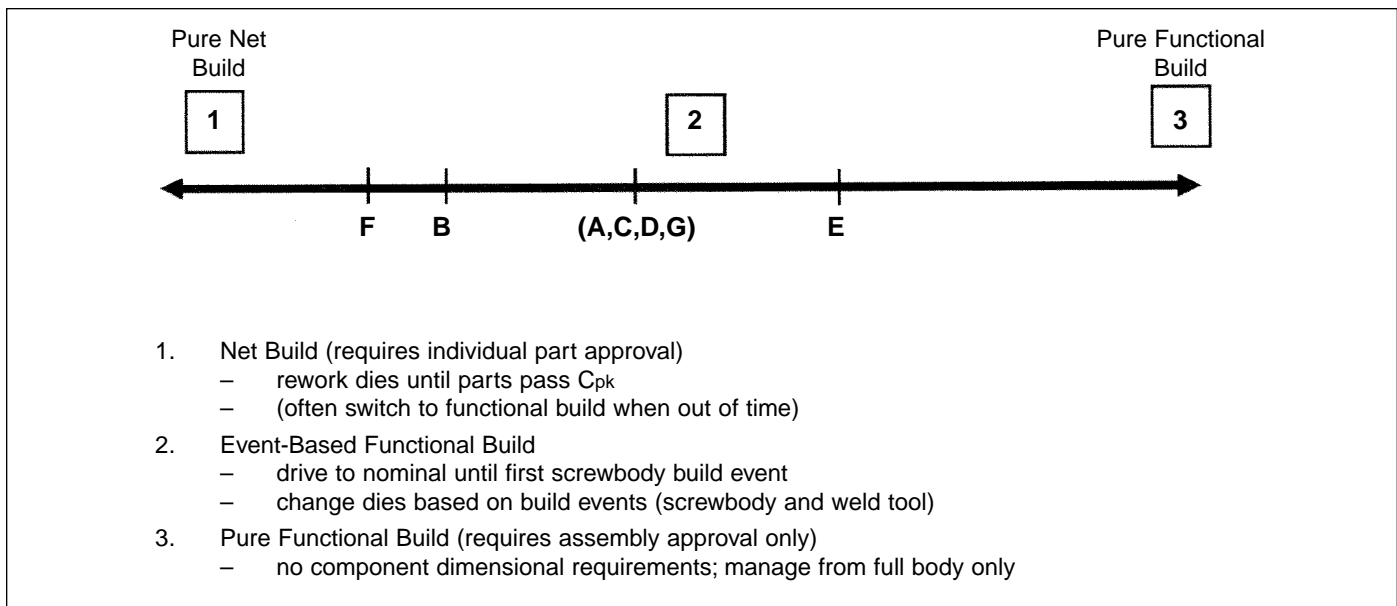 Pure Net
Build
Pure Functional
Build
1
2
3
F
B
(A,C,D,G)
E
1. Net Build (requires individual part approval)
– rework dies until parts pass Cpk
– (often switch to functional build when out of time)
2. Event-Based Functional Build
– drive to nominal until first screwbody build event
– change dies based on build events (screwbody and weld tool)
3. Pure Functional Build (requires assembly approval only)
– no component dimensional requirements; manage from full body only